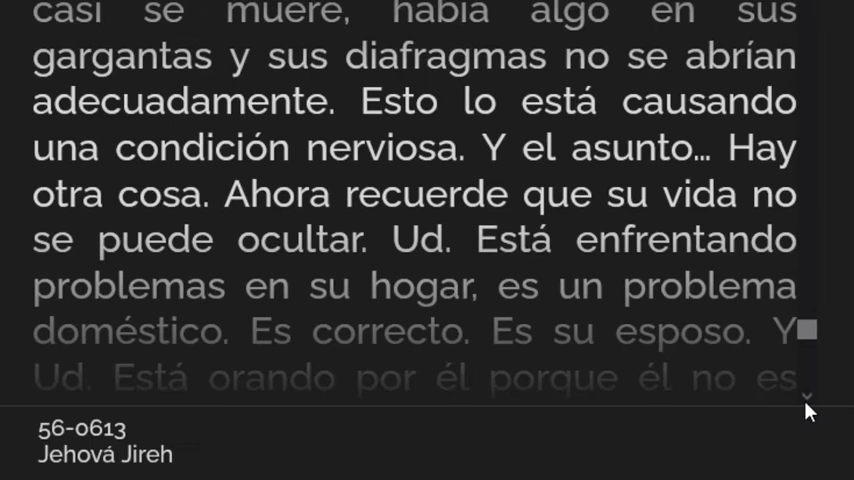 casi se muere, había algo en sus
gargantas y sus diafragmas no se abrían
adecuadamente. Esto lo está causando
una condición nerviosa. Y el asunto… Hay
otra cosa. Ahora recuerde que su vida no
se puede ocultar. Ud. Está enfrentando
problemas en su hogar, es un problema
doméstico. Es correcto. Es su esposo. Y
Ud. Está orando por él porque él no es
56-0613
Jehová Jireh